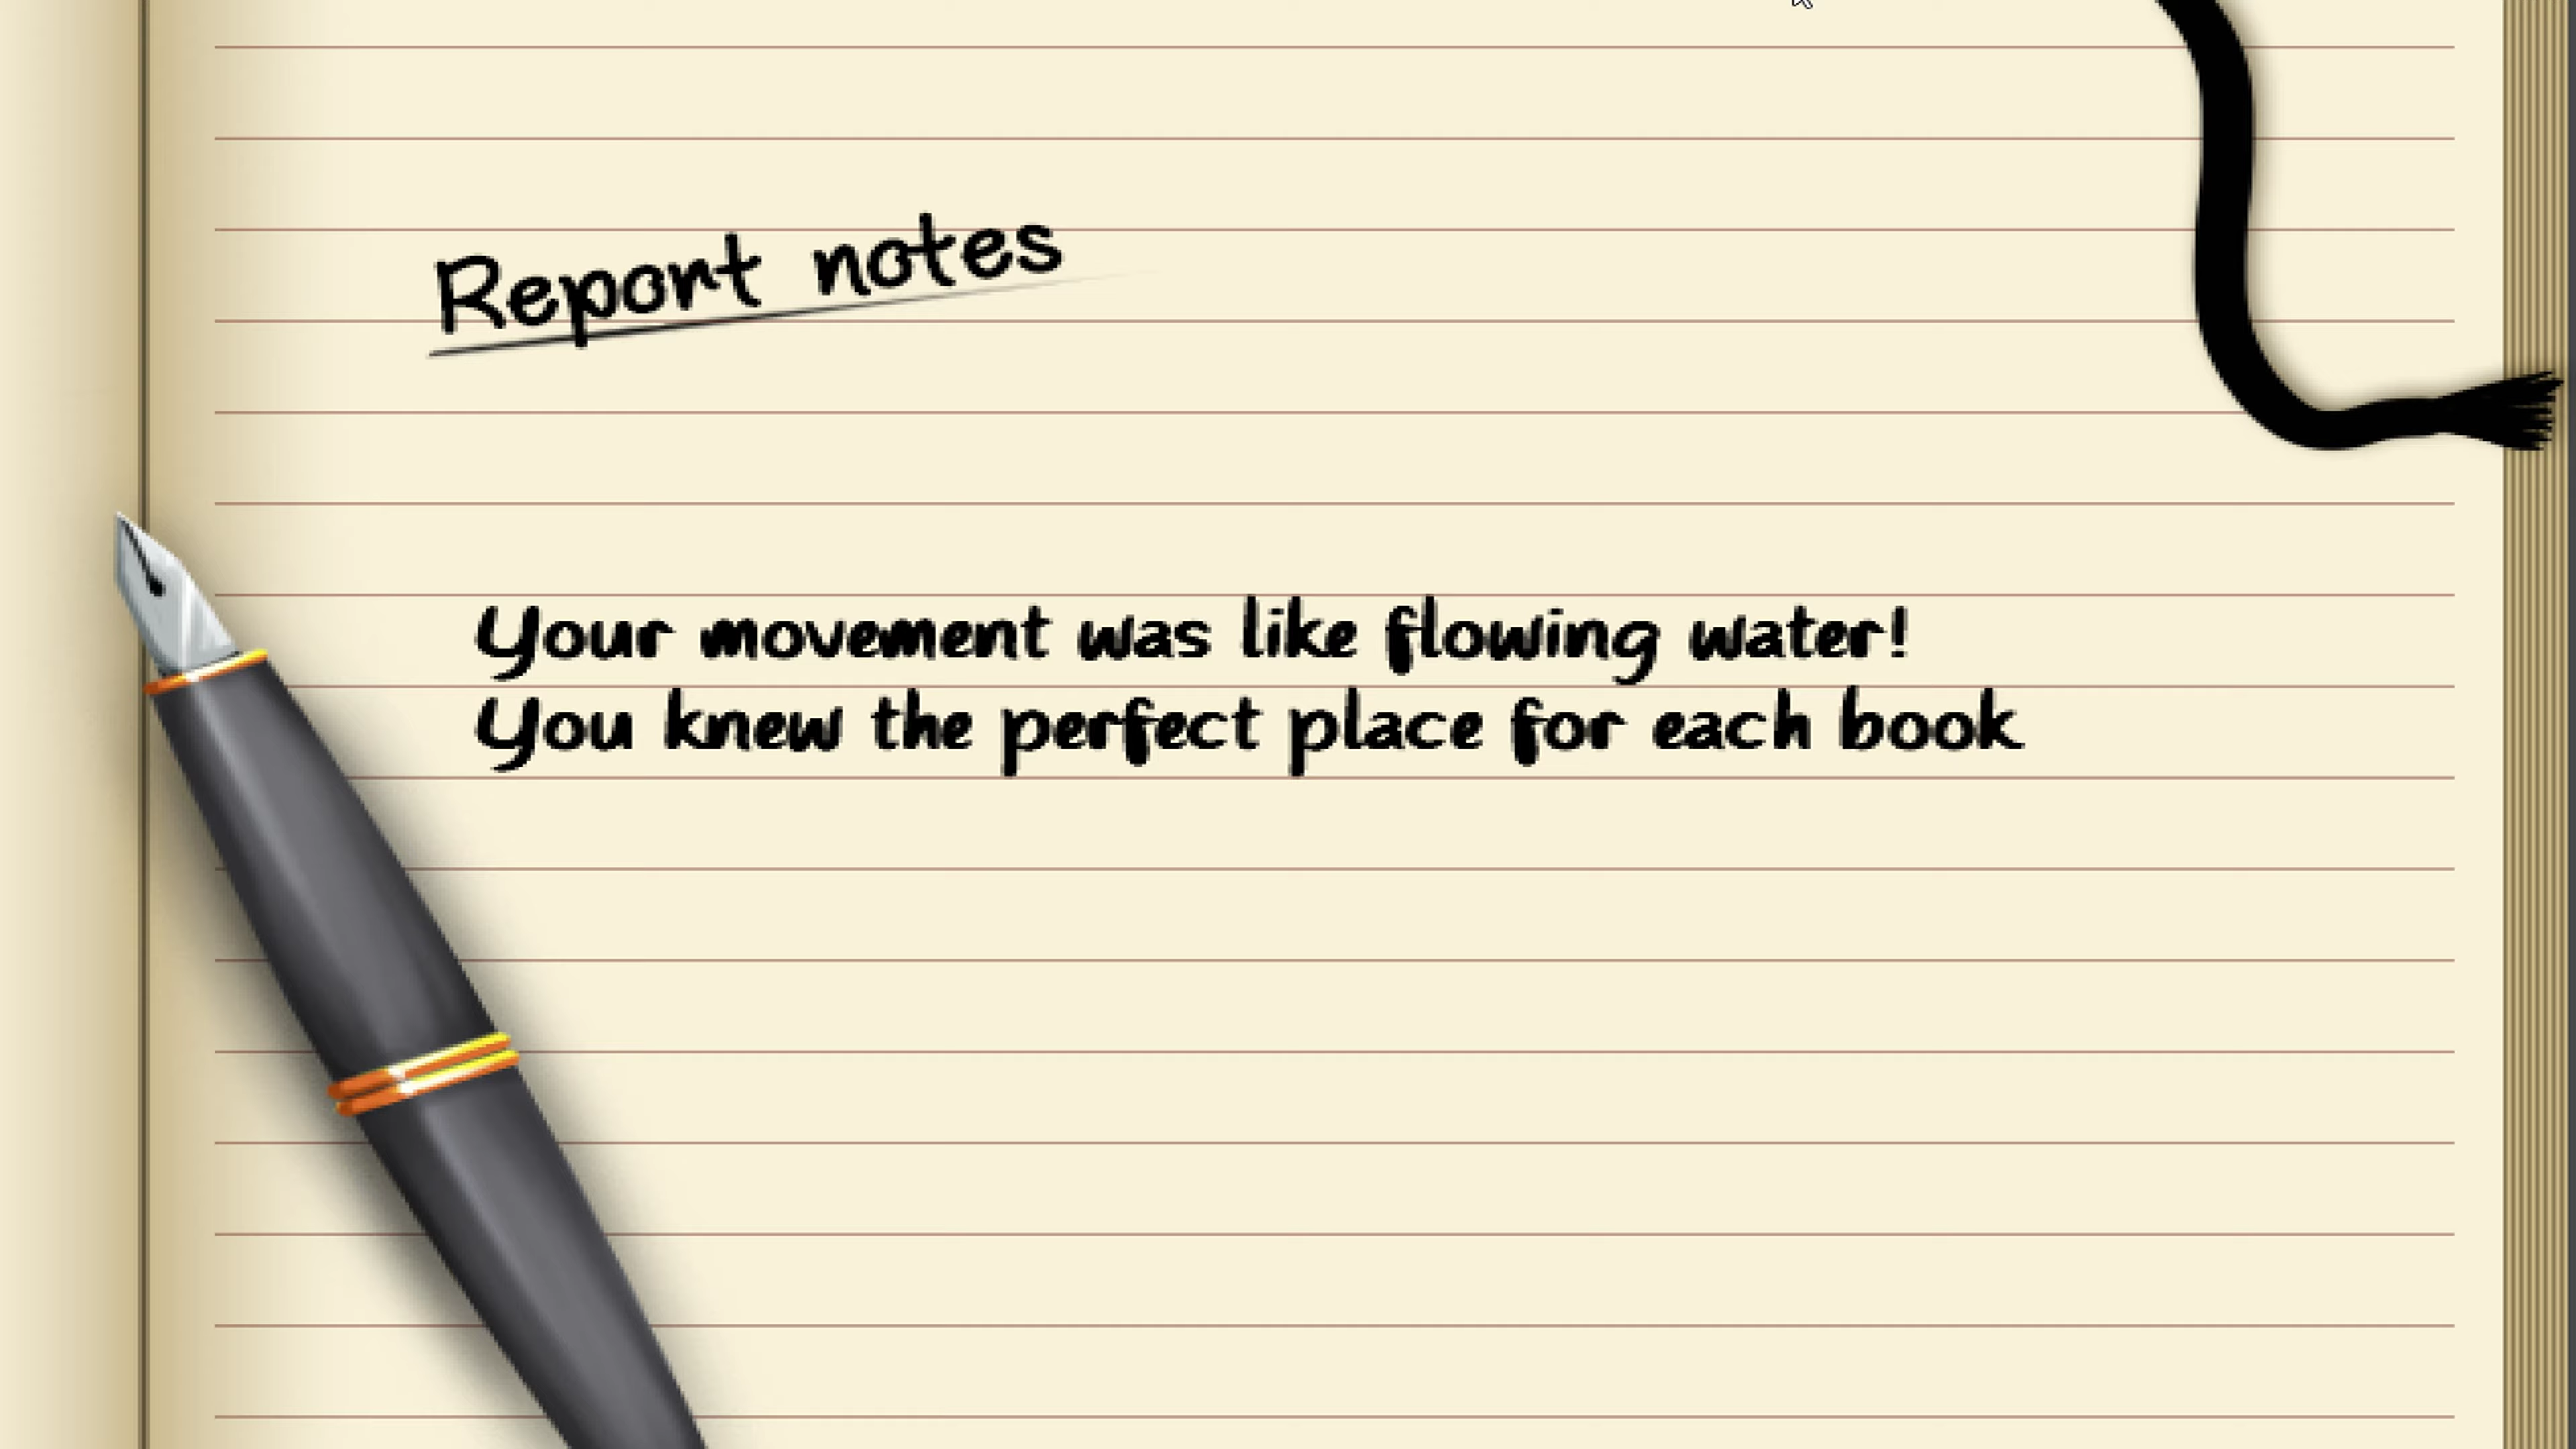 Report notes
Your movement was like flowing water!
You knew the perfect place for each book